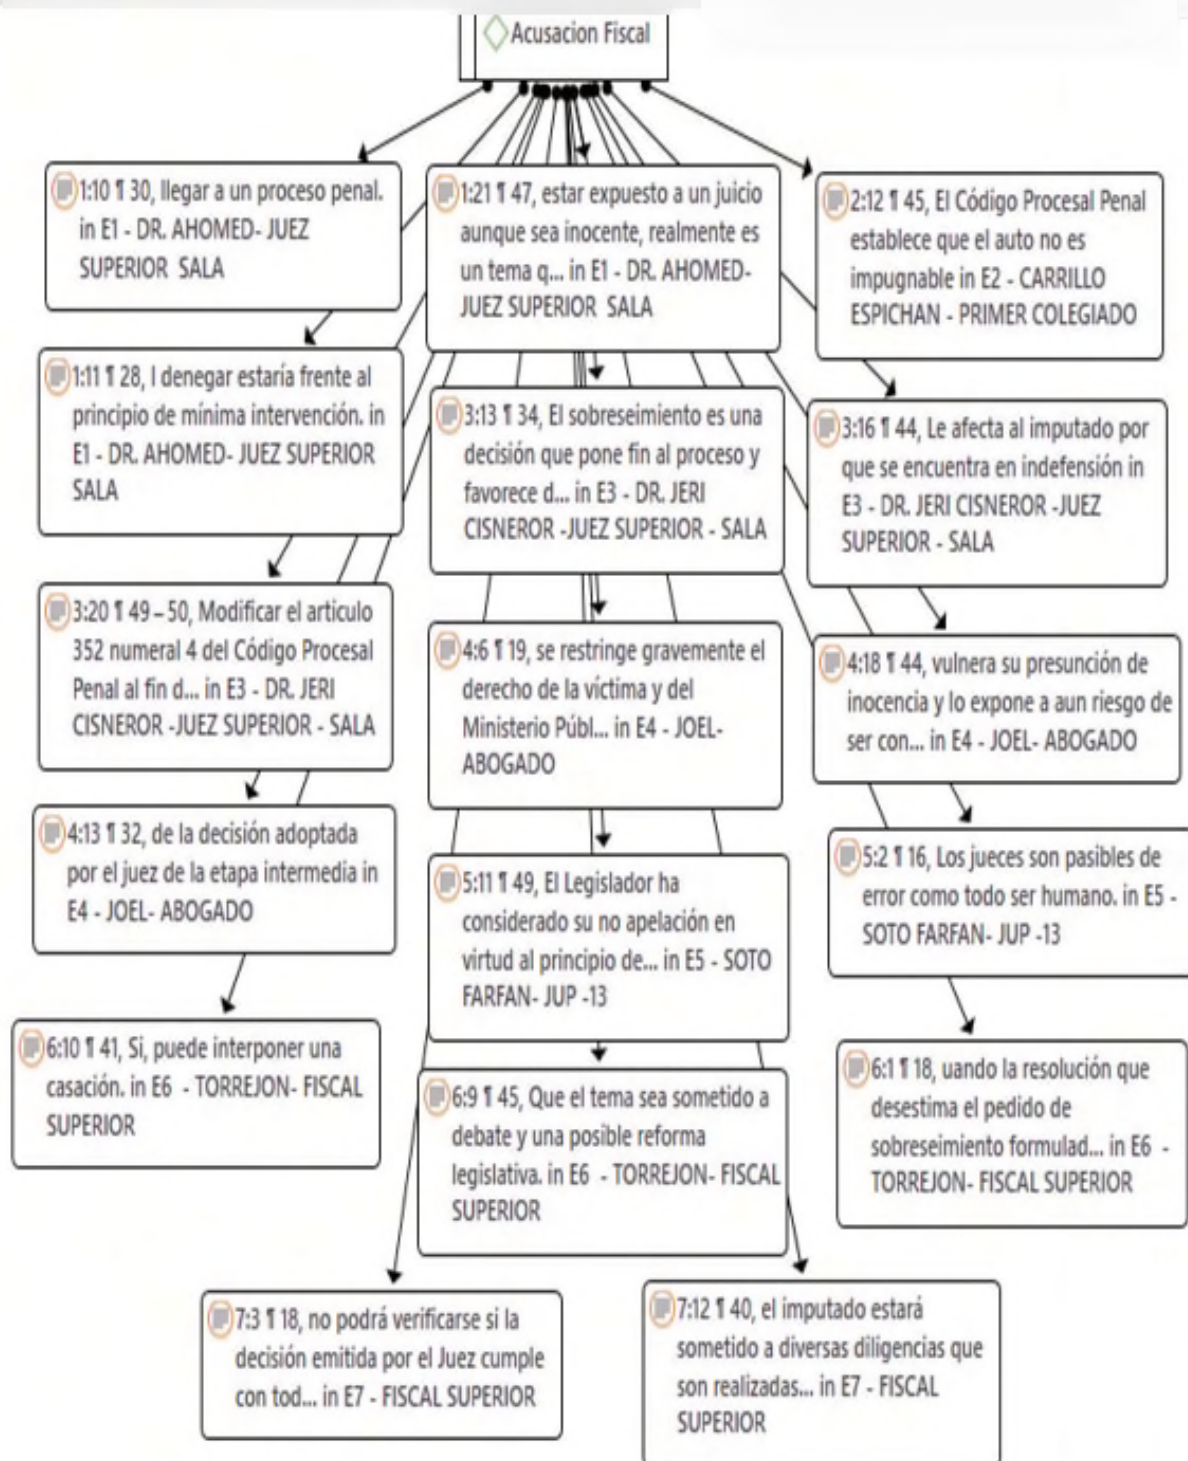 Acusacion Fiscal
1:10 ¶ 30, llegar a un proceso penal.
in E1 - DR. AHOMED- JUEZ
SUPERIOR SALA
1:21 ¶ 47, estar expuesto a un juicio
aunque sea inocente, realmente es
un tema q... in E1 - DR. AHOMED-
JUEZ SUPERIOR SALA
2:12 ¶ 45, El Código Procesal Penal
establece que el auto no es
impugnable in E2 - CARRILLO
ESPICHAN - PRIMER COLEGIADO
1:11 ¶ 28, l denegar estaría frente al
principio de mínima intervención. in
E1 - DR. AHOMED- JUEZ SUPERIOR
SALA
3:13 ¶ 34, El sobreseimiento es una
decisión que pone fin al proceso y
favorece d... in E3 - DR. JERI
CISNEROR -JUEZ SUPERIOR - SALA
3:16 ¶ 44, Le afecta al imputado por
que se encuentra en indefensión in
E3 - DR. JERI CISNEROR -JUEZ
SUPERIOR - SALA
3:20 ¶ 49 – 50, Modificar el articulo
352 numeral 4 del Código Procesal
Penal al fin d... in E3 - DR. JERI
CISNEROR -JUEZ SUPERIOR - SALA
4:6 ¶ 19, se restringe gravemente el
derecho de la víctima y del
Ministerio Públ... in E4 - JOEL-
ABOGADO
4:18 ¶ 44, vulnera su presunción de
inocencia y lo expone a aun riesgo de
ser con... in E4 - JOEL- ABOGADO
4:13 ¶ 32, de la decisión adoptada
por el juez de la etapa intermedia in
E4 - JOEL- ABOGADO
5:11 ¶ 49, El Legislador ha
considerado su no apelación en
virtud al principio de... in E5 - SOTO
FARFAN- JUP -13
5:2 ¶ 16, Los jueces son pasibles de
error como todo ser humano. in E5 -
SOTO FARFAN- JUP -13
6:10 ¶ 41, Si, puede interponer una
casación. in E6 - TORREJON- FISCAL
SUPERIOR
6:9 ¶ 45, Que el tema sea sometido a
debate y una posible reforma
legislativa. in E6 - TORREJON- FISCAL
SUPERIOR
6:1 ¶ 18, uando la resolución que
desestima el pedido de
sobreseimiento formulad... in E6 -
TORREJON- FISCAL SUPERIOR
7:3 ¶ 18, no podrá verificarse si la
decisión emitida por el Juez cumple
con tod... in E7 - FISCAL SUPERIOR
7:12 ¶ 40, el imputado estará
sometido a diversas diligencias que
son realizadas... in E7 - FISCAL
SUPERIOR